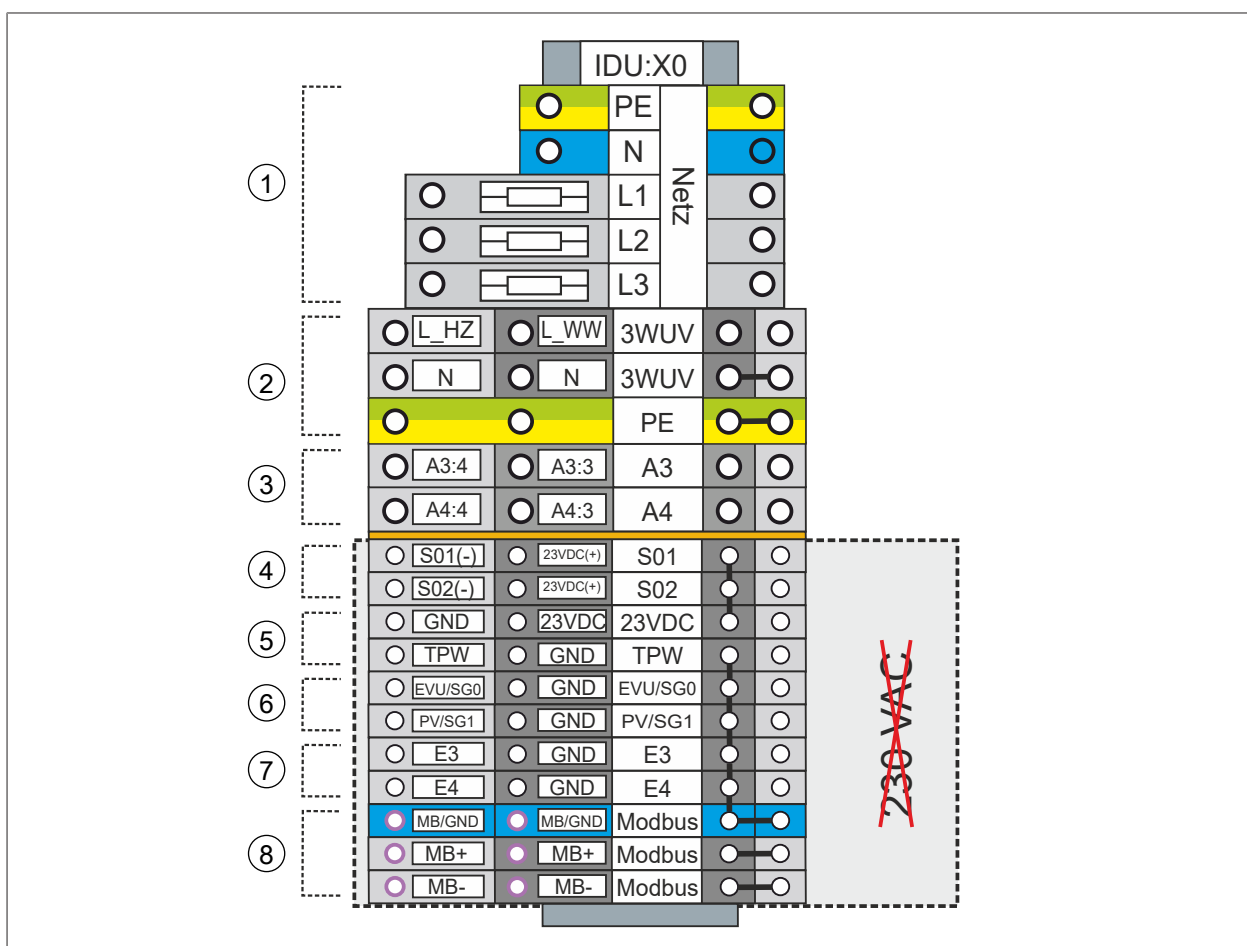 IDU:X0
PE
N
L1
L2
L3
Netz
1
L_HZ L_WW 3WUV
N N 3WUV
PE
2
A3:4 A3:3 A3
A4:4 A4:3 A4
3
S01(-) 23VDC(+) S01
S02(-) 23VDC(+) S02
4
GND 23VDC 23VDC
TPW GND TPW
5
EVU/SG0 GND EVU/SG0
PV/SG1 GND PV/SG1
6
E3 GND E3
E4 GND E4
7
MB/GND MB/GND Modbus
MB+ MB+ Modbus
MB- MB- Modbus
8
230 VAC